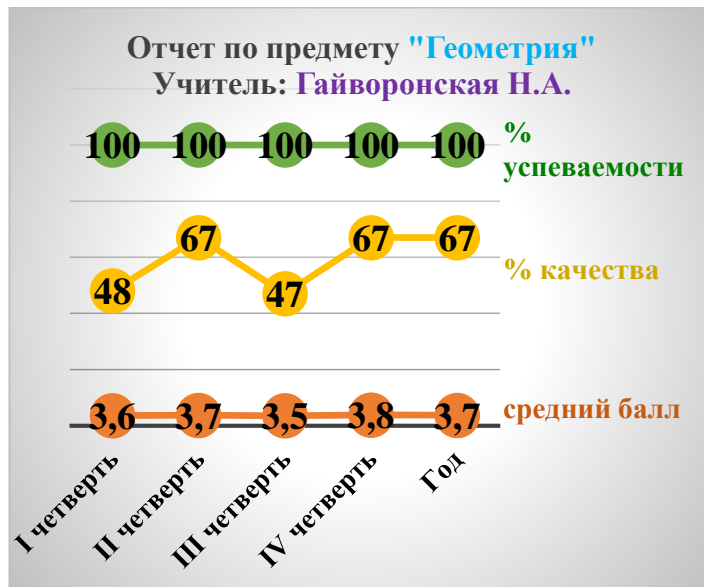 Отчет по предмету "Геометрия"
Учитель: Гайворонская Н.А.
100 100 100 100 100
%
успеваемости
48 67 47 67 67
% качества
3,6 3,7 3,5 3,8 3,7
средний балл
I четверть
II четверть
III четверть
IV четверть
Год